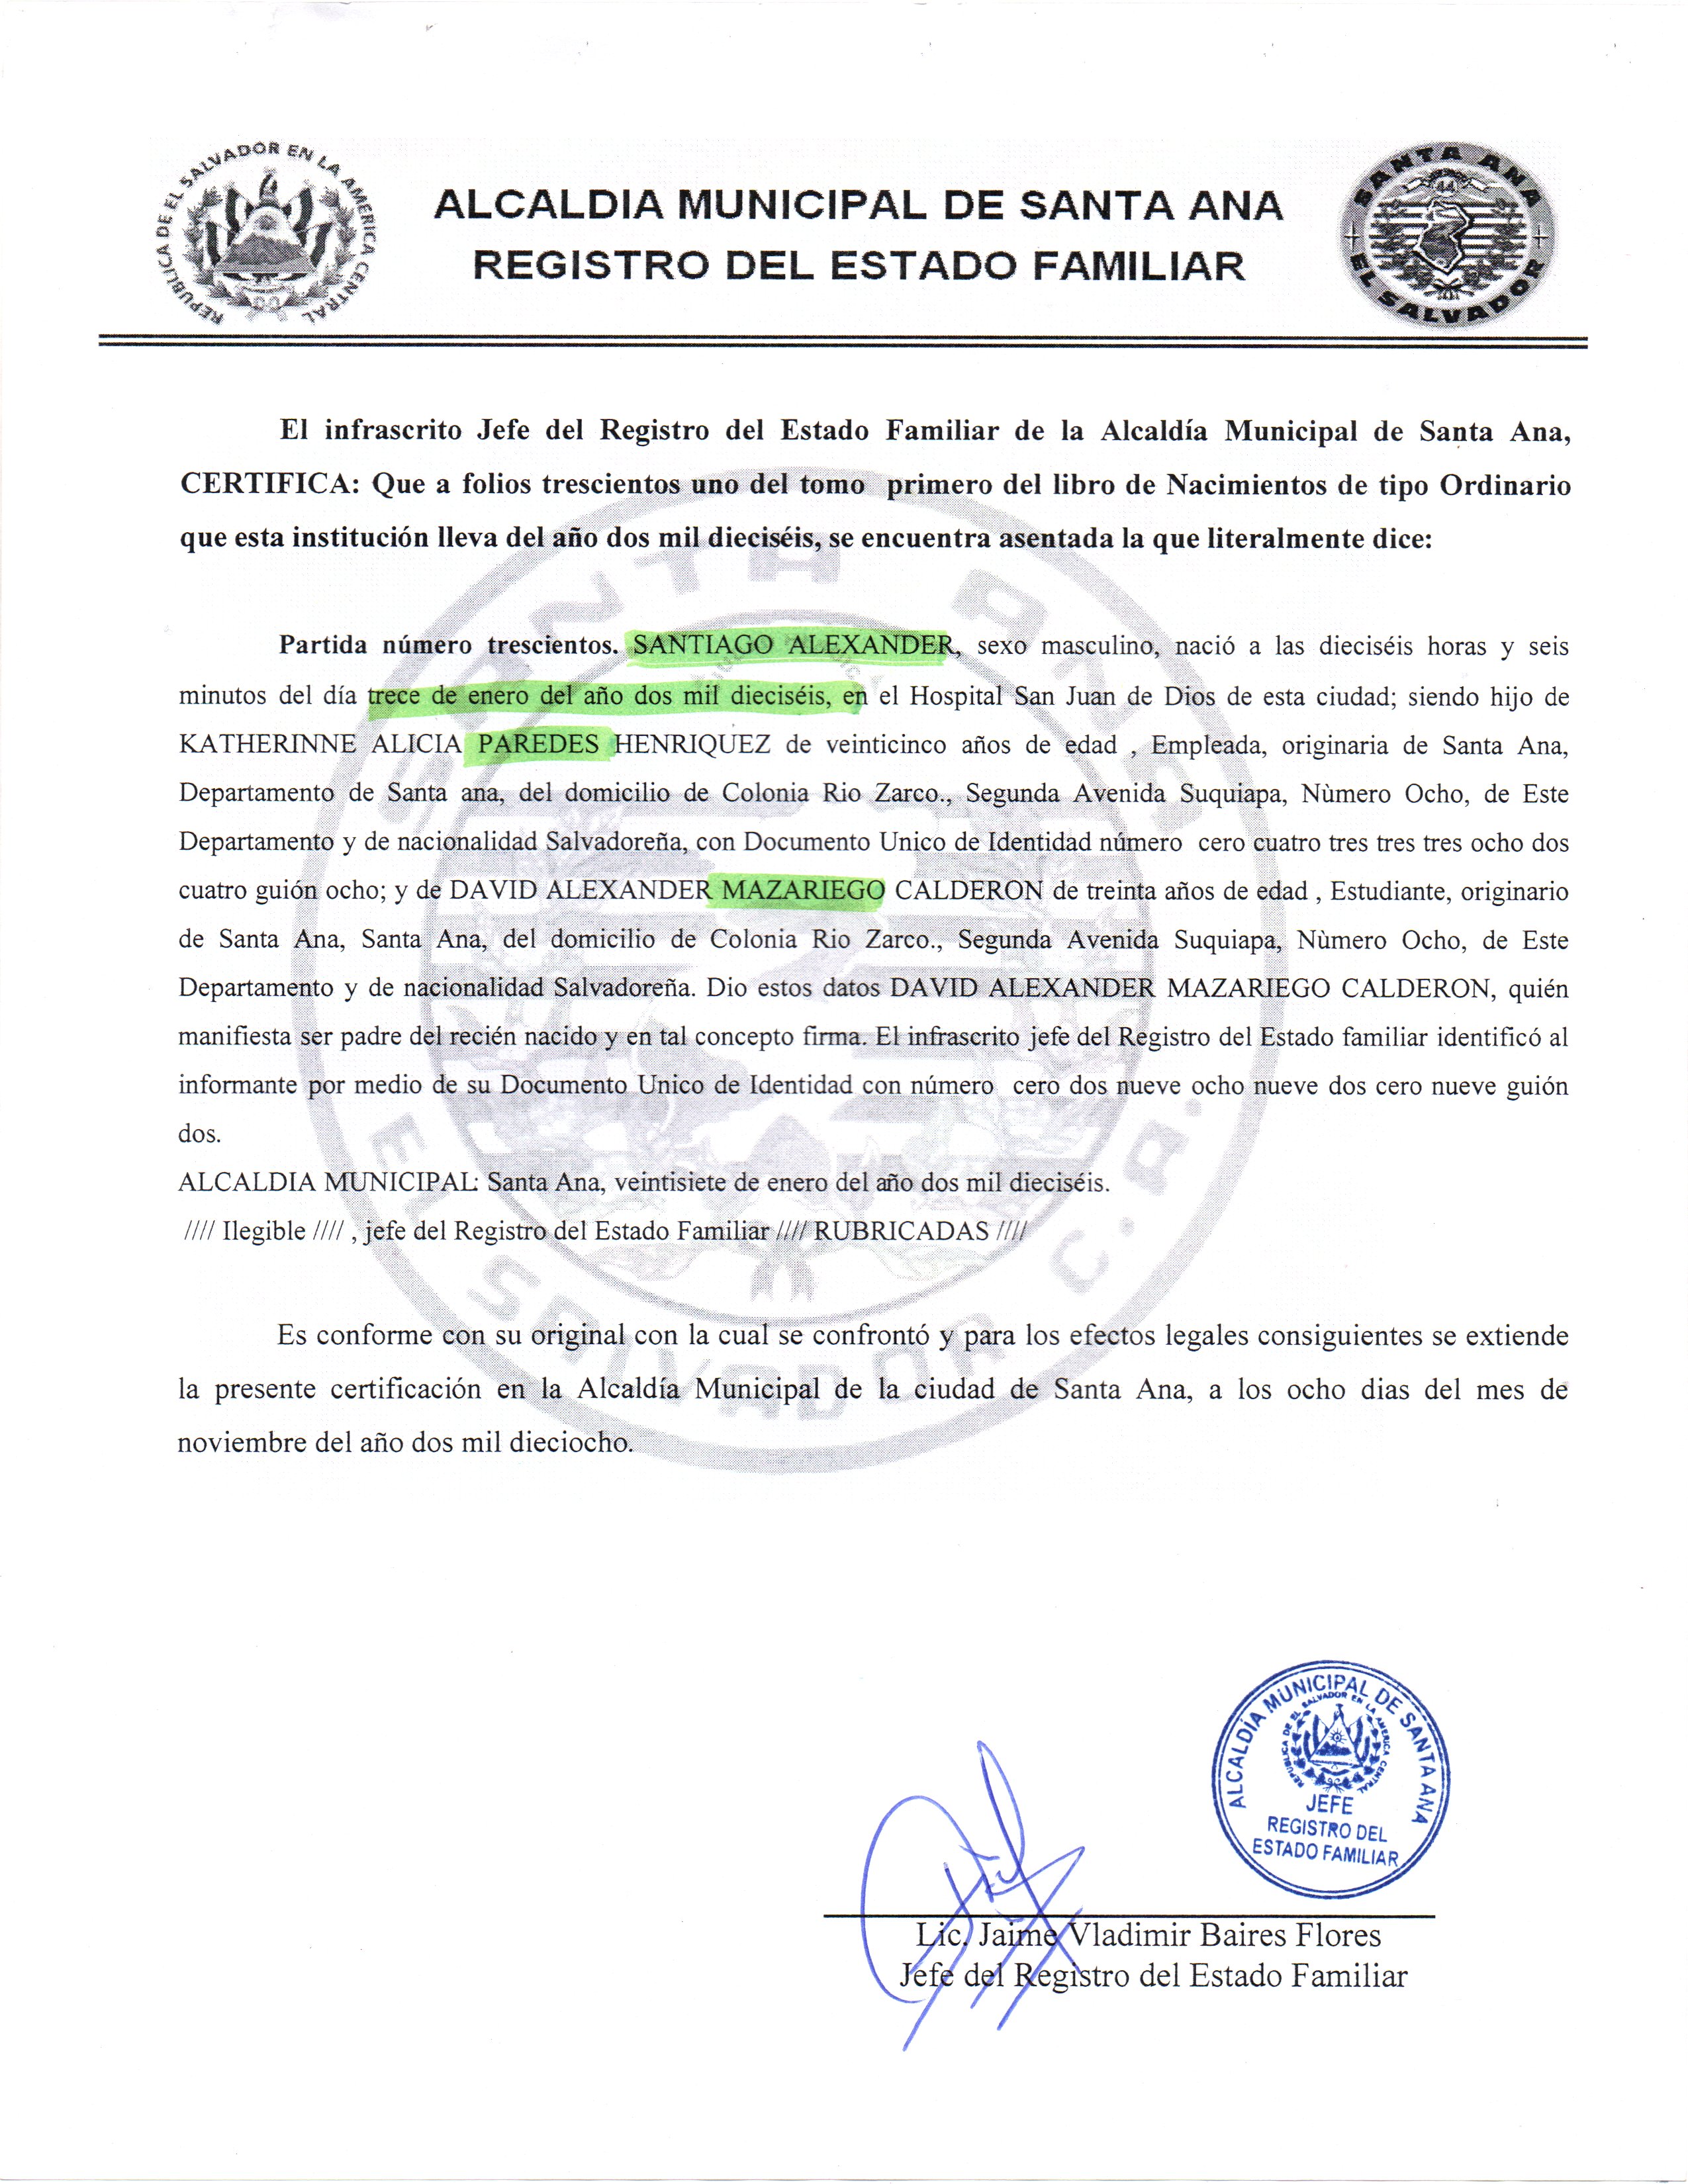 REPUBLICA DE EL SALVADOR EN LA AMERICA CENTRAL
ALCALDIA MUNICIPAL DE SANTA ANA
REGISTRO DEL ESTADO FAMILIAR
SANTA ANA
44
EL SALVADOR
El infrascrito Jefe del Registro del Estado Familiar de la Alcaldía Municipal de Santa Ana,
CERTIFICA: Que a folios trescientos uno del tomo primero del libro de Nacimientos de tipo Ordinario
que esta institución lleva del año dos mil dieciséis, se encuentra asentada la que literalmente dice:
Partida número trescientos. SANTIAGO ALEXANDER, sexo masculino, nació a las dieciséis horas y seis
minutos del día trece de enero del año dos mil dieciséis, en el Hospital San Juan de Dios de esta ciudad; siendo hijo de
KATHERINNE ALICIA PAREDES HENRIQUEZ de veinticinco años de edad , Empleada, originaria de Santa Ana,
Departamento de Santa ana, del domicilio de Colonia Rio Zarco., Segunda Avenida Suquiapa, Nùmero Ocho, de Este
Departamento y de nacionalidad Salvadoreña, con Documento Unico de Identidad número cero cuatro tres tres tres ocho dos
cuatro guión ocho; y de DAVID ALEXANDER MAZARIEGO CALDERON de treinta años de edad , Estudiante, originario
de Santa Ana, Santa Ana, del domicilio de Colonia Rio Zarco., Segunda Avenida Suquiapa, Nùmero Ocho, de Este
Departamento y de nacionalidad Salvadoreña. Dio estos datos DAVID ALEXANDER MAZARIEGO CALDERON, quién
manifiesta ser padre del recién nacido y en tal concepto firma. El infrascrito jefe del Registro del Estado familiar identificó al
informante por medio de su Documento Unico de Identidad con número cero dos nueve ocho nueve dos cero nueve guión
dos.
ALCALDIA MUNICIPAL: Santa Ana, veintisiete de enero del año dos mil dieciséis.
//// Ilegible //// , jefe del Registro del Estado Familiar //// RUBRICADAS ////
Es conforme con su original con la cual se confrontó y para los efectos legales consiguientes se extiende
la presente certificación en la Alcaldía Municipal de la ciudad de Santa Ana, a los ocho dias del mes de
noviembre del año dos mil dieciocho.
SANTA ANA
EL SALVADOR C.A.
ALCALDÍA MUNICIPAL DE SANTA ANA
REPUBLICA DE EL SALVADOR EN LA AMERICA CENTRAL
JEFE
REGISTRO DEL
ESTADO FAMILIAR
Lic. Jaime Vladimir Baires Flores
Jefe del Registro del Estado Familiar